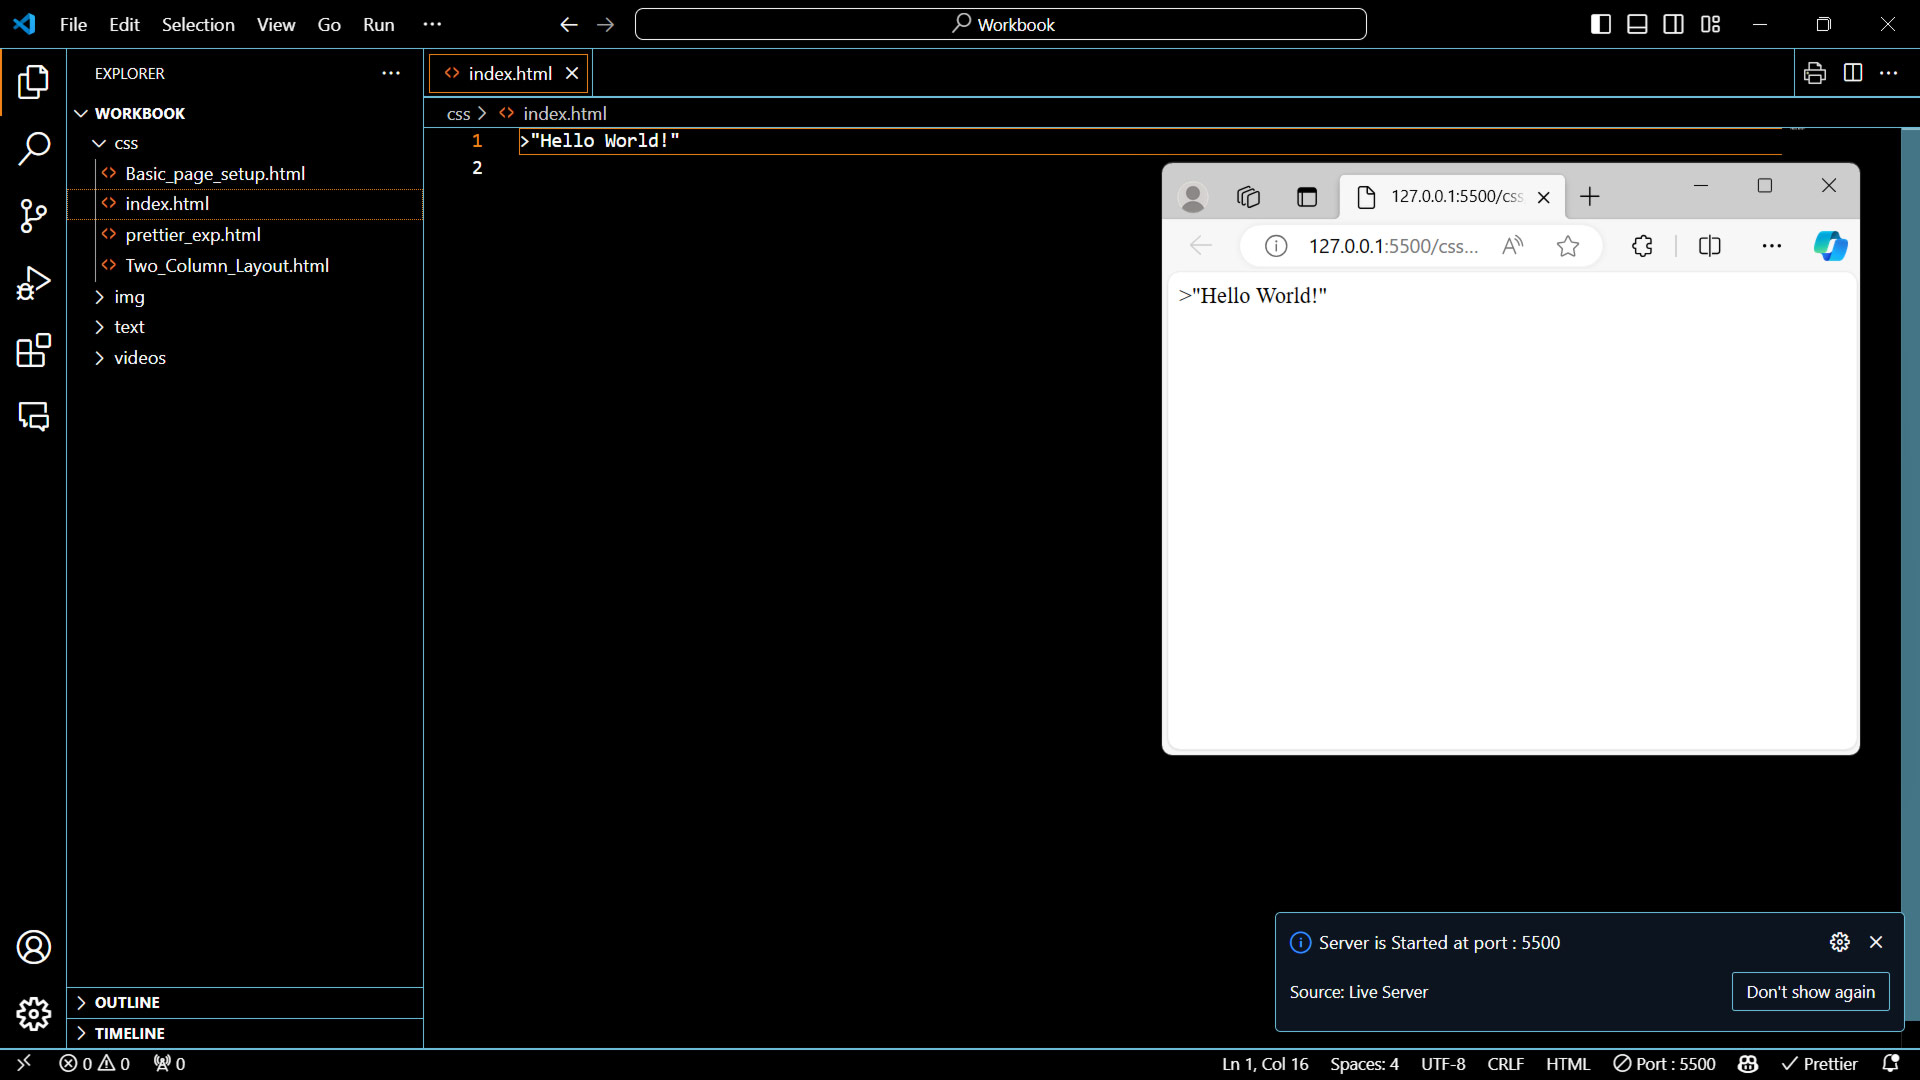 File Edit Selection View Go Run ···
Workbook
EXPLORER ···
WORKBOOK
css
Basic_page_setup.html
index.html
prettier_exp.html
Two_Column_Layout.html
img
text
videos
OUTLINE
TIMELINE
index.html
css > index.html
1 >"Hello World!"
2
127.0.0.1:5500/css
127.0.0.1:5500/css...
>"Hello World!"
Server is Started at port : 5500
Source: Live Server
Don't show again
0 0 0
Ln 1, Col 16 Spaces: 4 UTF-8 CRLF HTML Port : 5500 Prettier